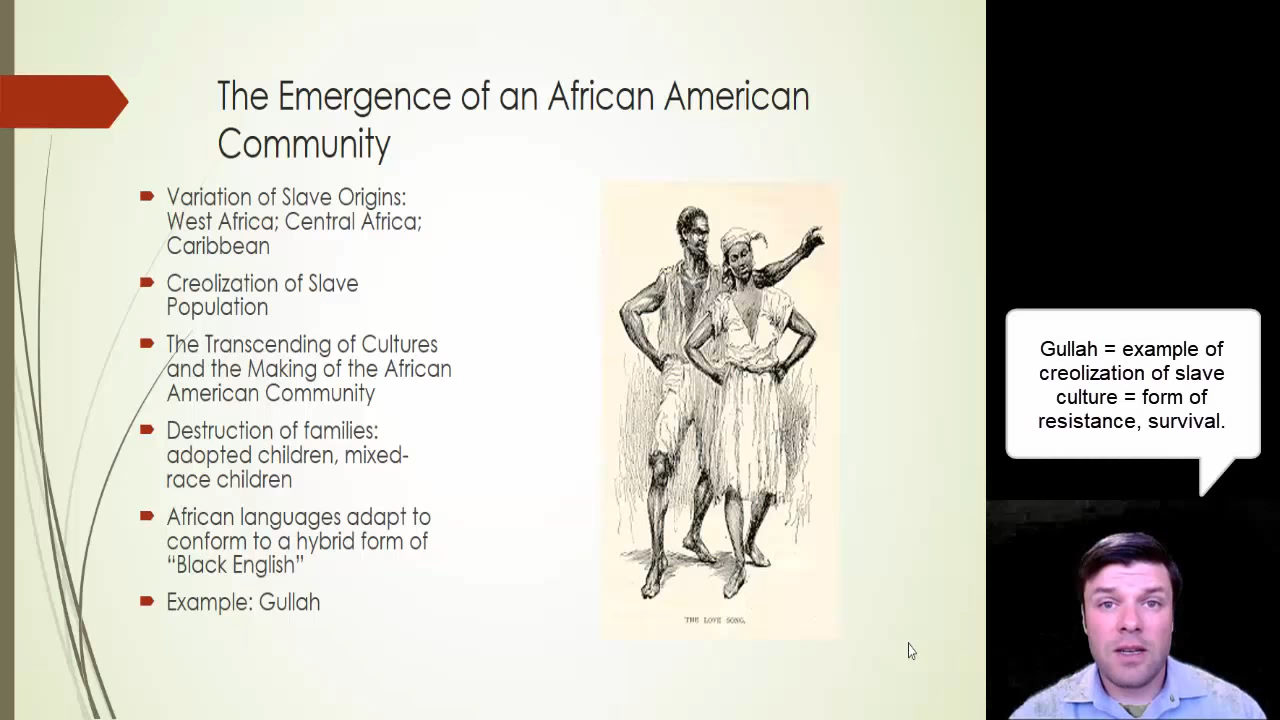 The Emergence of an African American
Community
Variation of Slave Origins:
West Africa; Central Africa;
Caribbean
Creolization of Slave
Population
The Transcending of Cultures
and the Making of the African
American Community
Destruction of families:
adopted children, mixed-
race children
African languages adapt to
conform to a hybrid form of
“Black English”
Example: Gullah
THE LOVE SONG.
Gullah = example of
creolization of slave
culture = form of
resistance, survival.